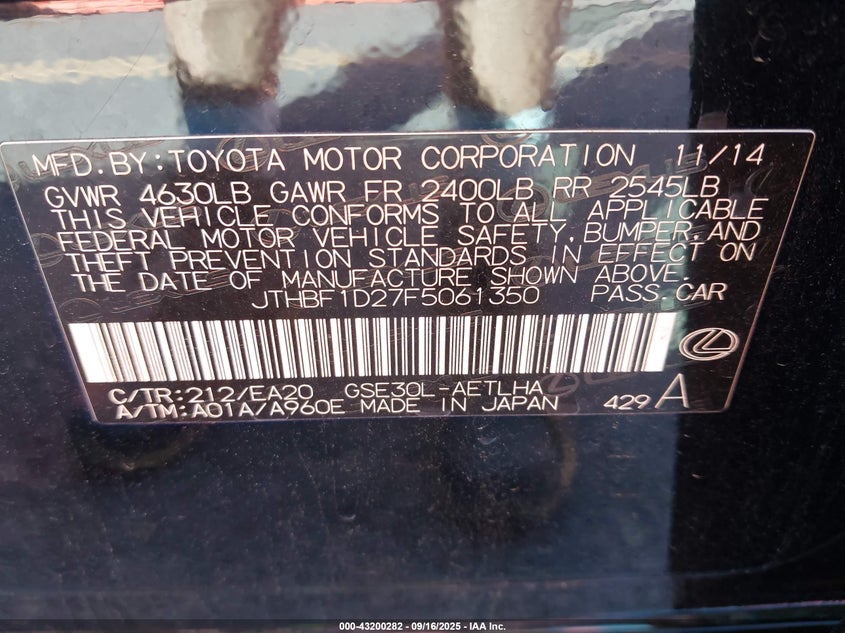 MFD.BY:TOYOTA MOTOR CORPORATION 11/14
GVWR 4630LB GAWR FR 2400LB RR 2545LB
THIS VEHICLE CONFORMS TO ALL APPLICABLE
FEDERAL MOTOR VEHICLE SAFETY,BUMPER,AND
THEFT PREVENTION STANDARDS IN EFFECT ON
THE DATE OF MANUFACTURE SHOWN ABOVE.
JTHBF1D27F5061350 PASS.CAR
C/TR:212/EA20 GSE30L-AETLHA
A/TM:A01A/A960E MADE IN JAPAN 429 A
000-43200282 - 09/16/2025 - IAA Inc.